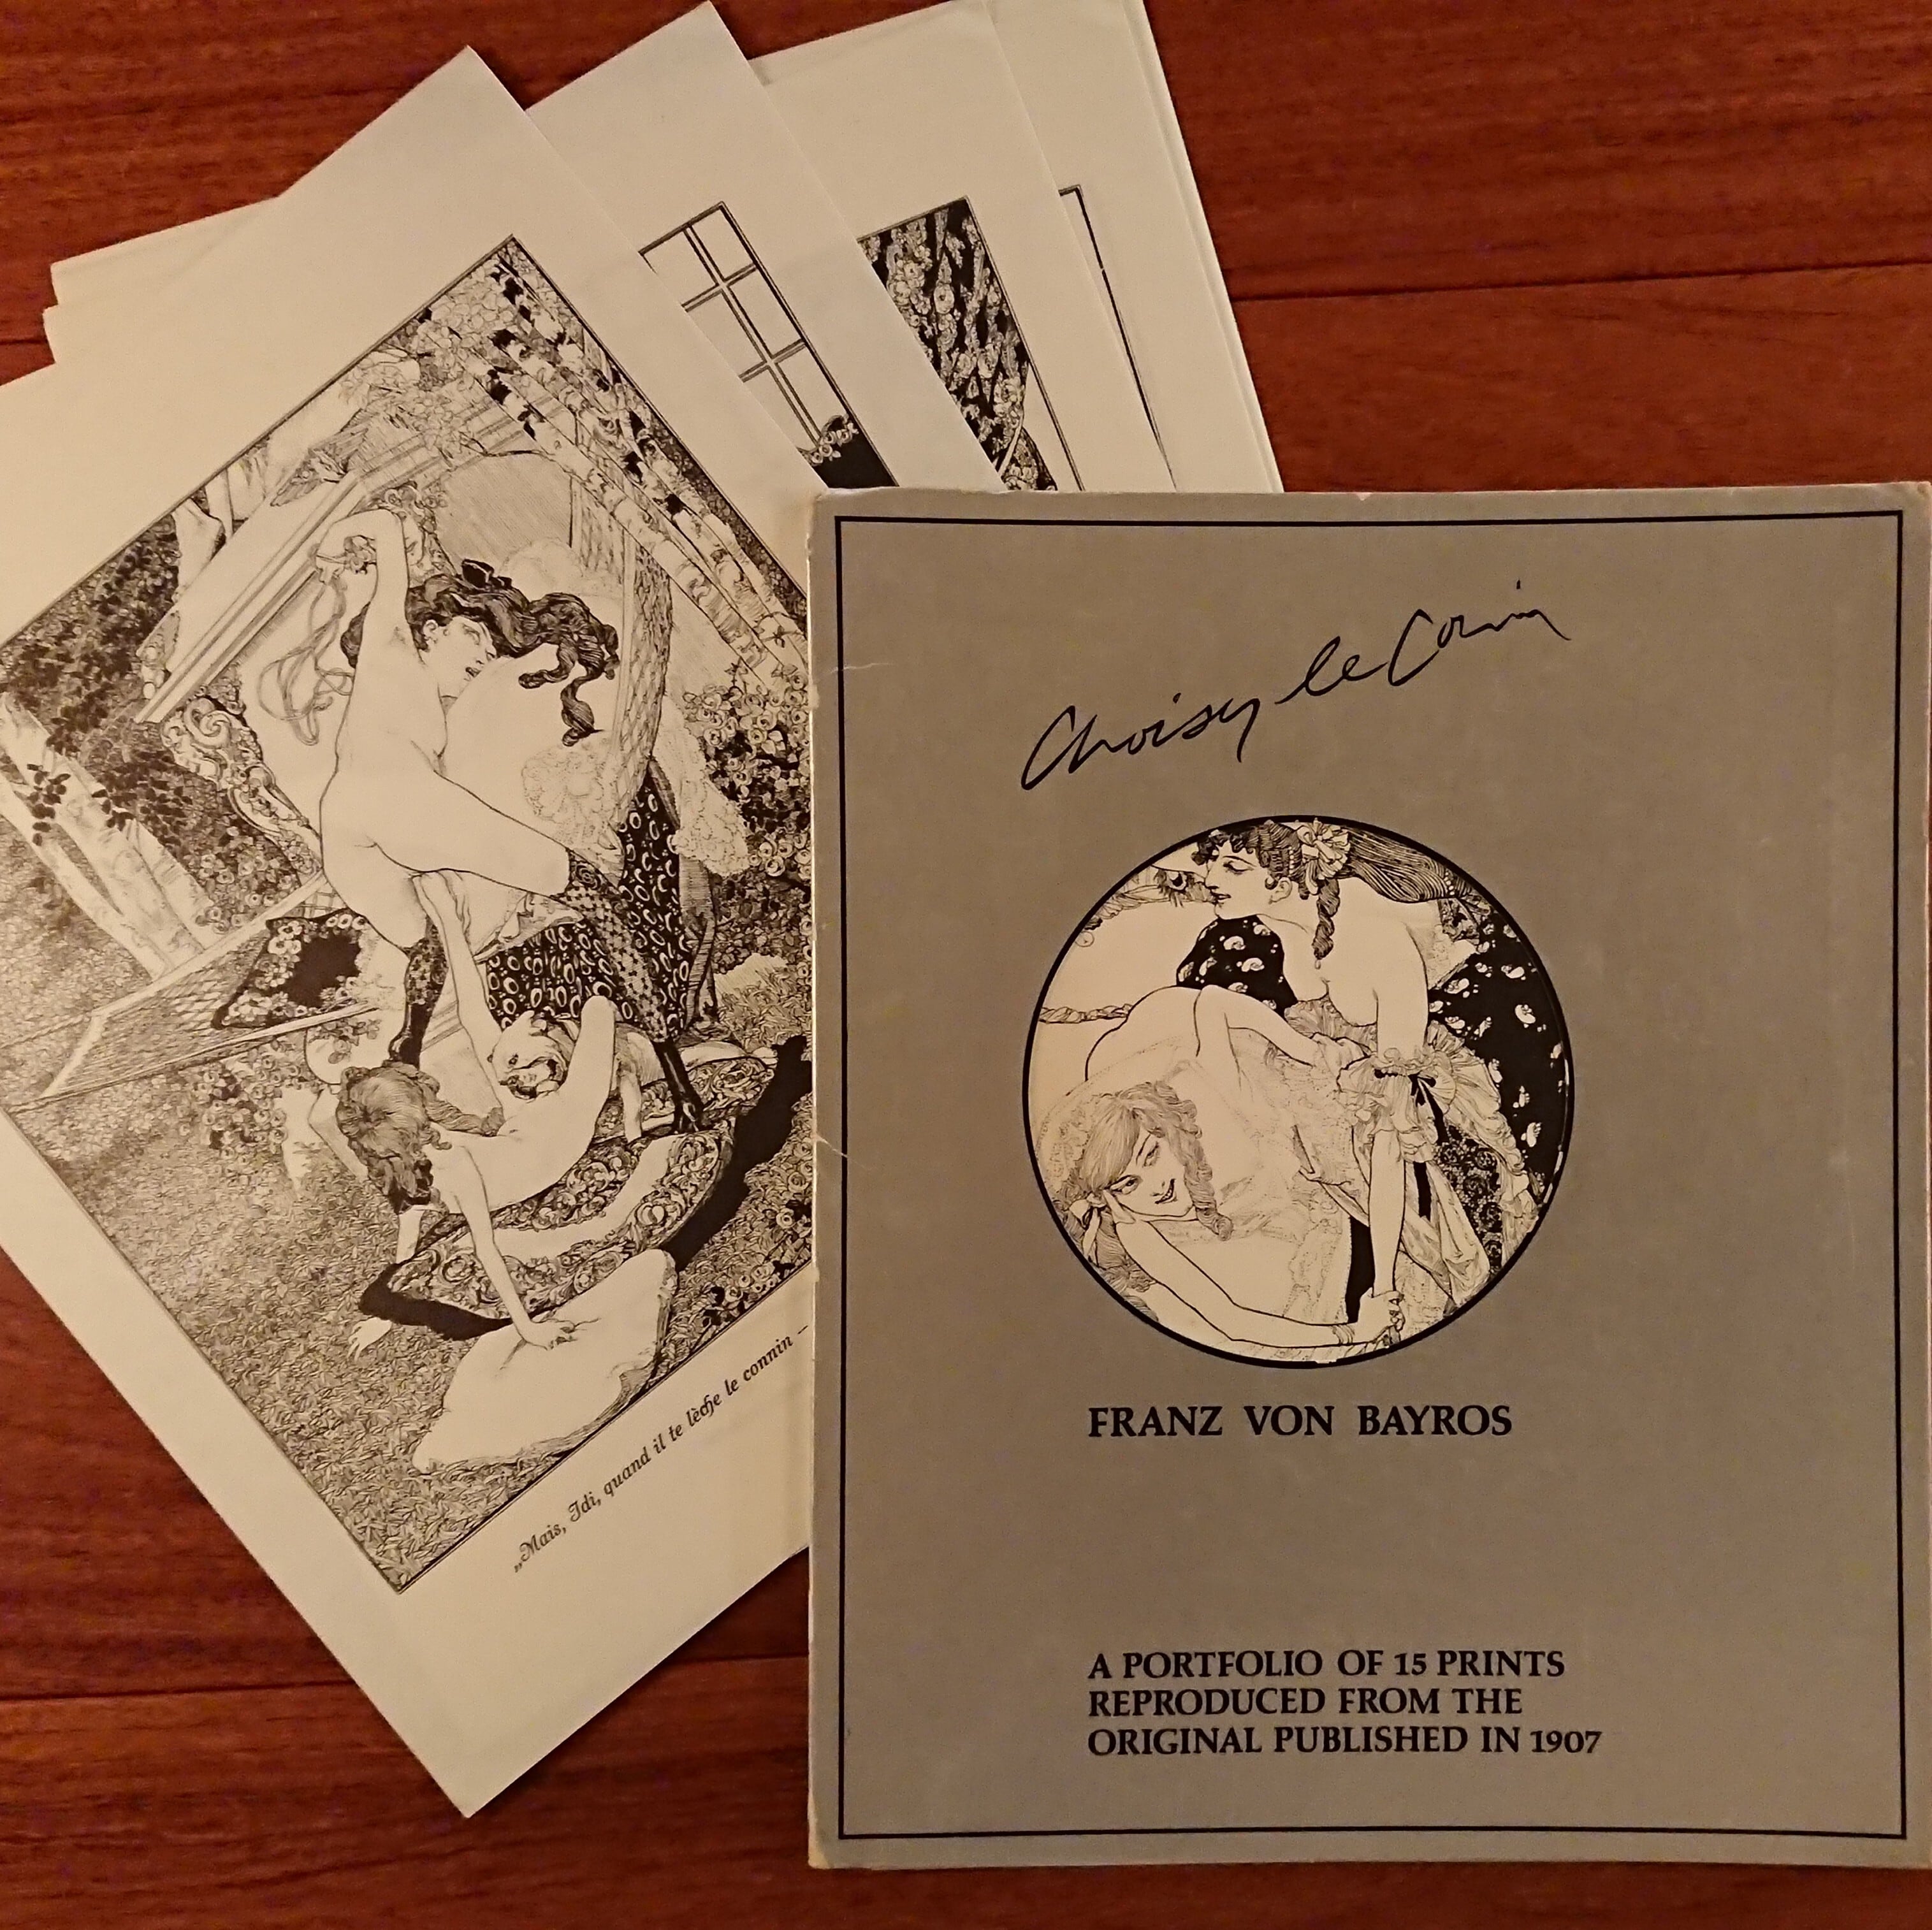 Choisy le Conin
FRANZ VON BAYROS
A PORTFOLIO OF 15 PRINTS
REPRODUCED FROM THE
ORIGINAL PUBLISHED IN 1907
„Mais, Idi, quand il te lèche le connin —